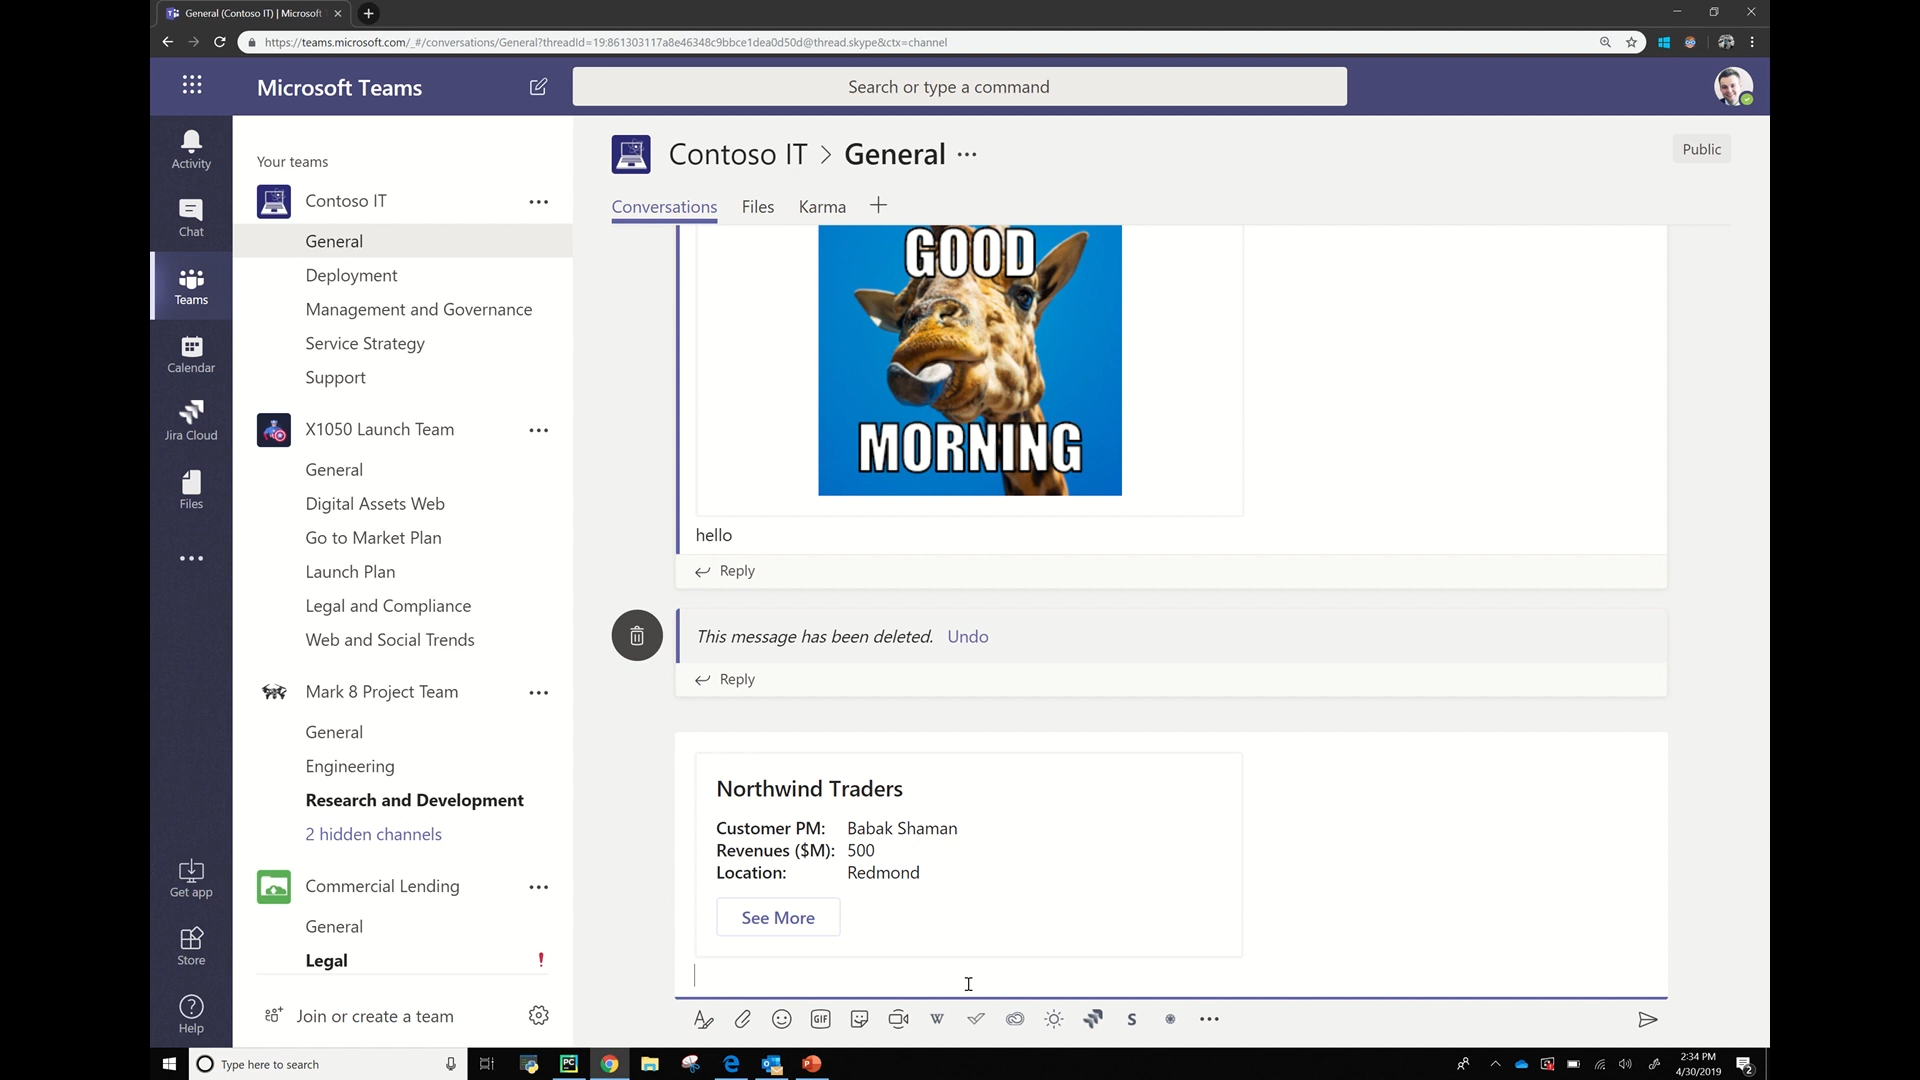 General (Contoso IT) | Microsoft
https://teams.microsoft.com/_#/conversations/General?threadId=19:861303117a8e46348c9bbce1dea0d50d@thread.skype&ctx=channel
Microsoft Teams
Search or type a command
Activity
Chat
Teams
Calendar
Jira Cloud
Files
Get app
Store
Help
Your teams
Contoso IT
General
Deployment
Management and Governance
Service Strategy
Support
X1050 Launch Team
General
Digital Assets Web
Go to Market Plan
Launch Plan
Legal and Compliance
Web and Social Trends
Mark 8 Project Team
General
Engineering
Research and Development
2 hidden channels
Commercial Lending
General
Legal !
Join or create a team
Contoso IT > General ...
Public
Conversations Files Karma +
GOOD
MORNING
hello
Reply
This message has been deleted. Undo
Reply
Northwind Traders
Customer PM: Babak Shaman
Revenues ($M): 500
Location: Redmond
See More
GIF
W
S
Type here to search
PC
2:34 PM
4/30/2019
2